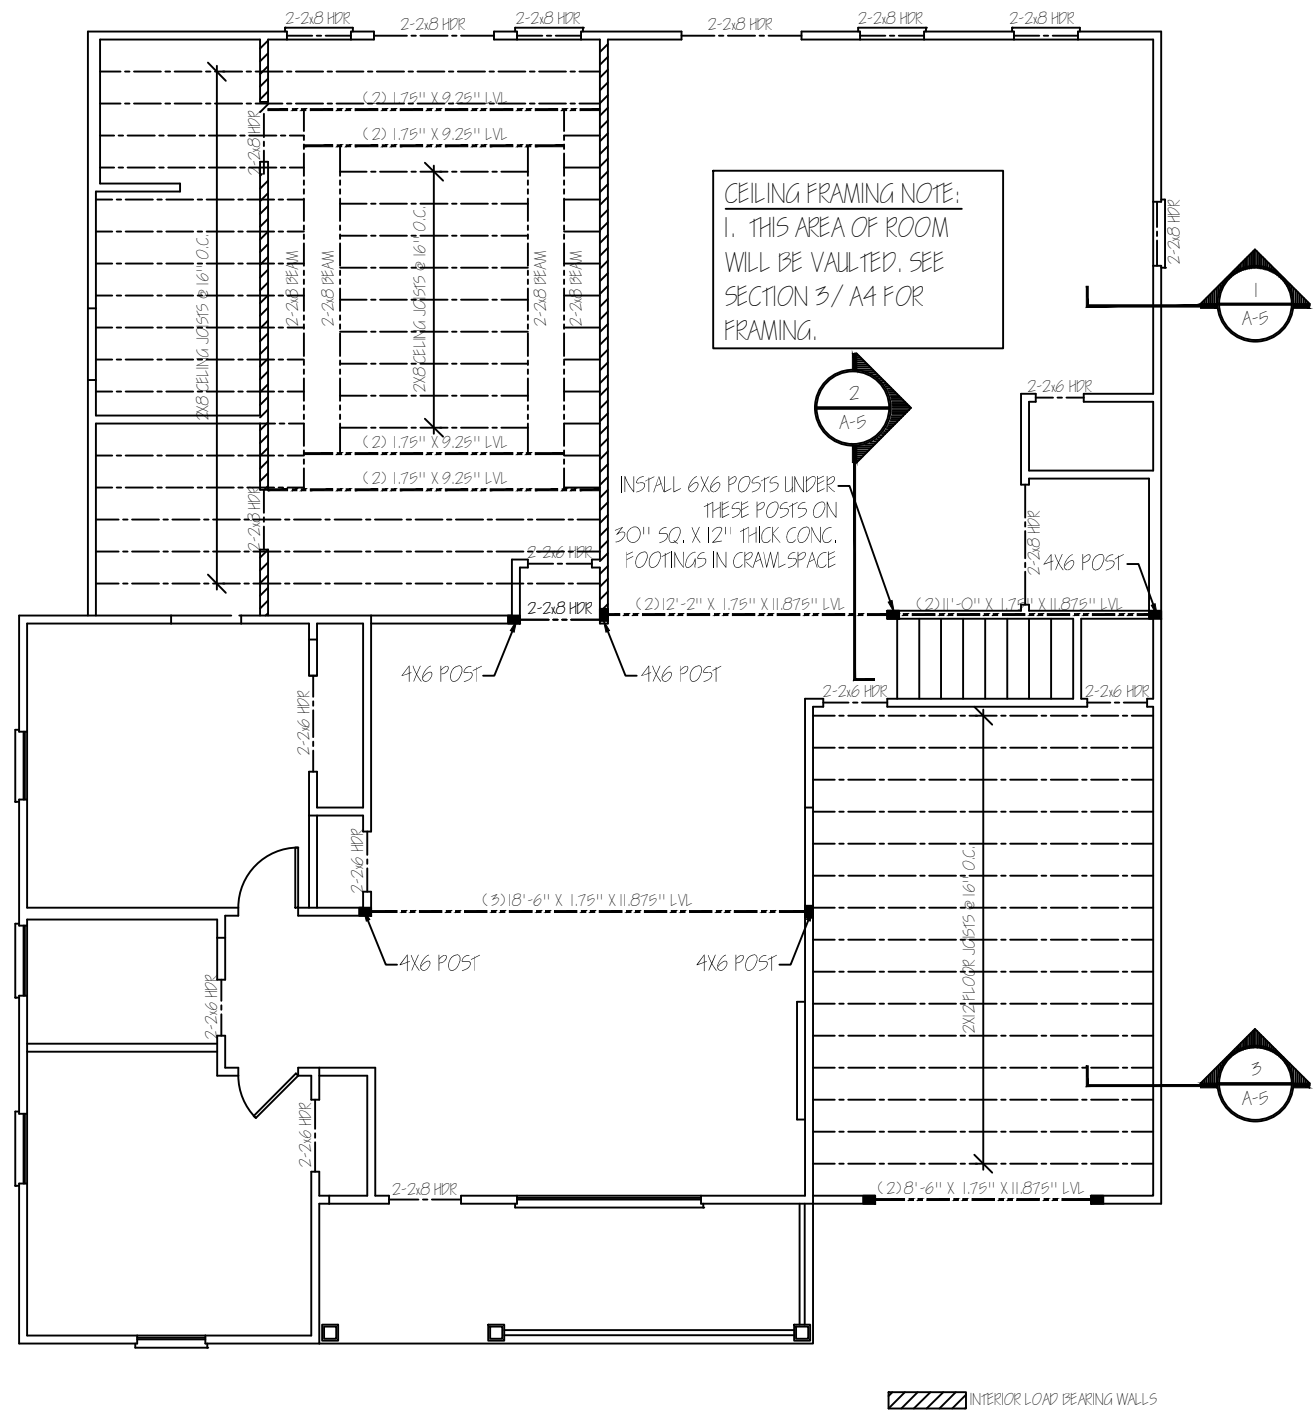 2-2x8 HDR
2-2x8 HDR
2-2x8 HDR
2-2x8 HDR
2-2x8 HDR
2-2x8 HDR
(2) 1.75" X 9.25" LVL
(2) 1.75" X 9.25" LVL
2-2x8 HDR
2X8 CEILING JOISTS @ 16" O.C.
2-2x8 BEAM
2-2x8 BEAM
2X8 CEILING JOISTS @ 16" O.C.
2-2x8 BEAM
2-2x8 BEAM
CEILING FRAMING NOTE:
1. THIS AREA OF ROOM
WILL BE VAULTED. SEE
SECTION 3/ A4 FOR
FRAMING.
2-2x8 HDR
1
A-5
2
A-5
2-2x6 HDR
(2) 1.75" X 9.25" LVL
(2) 1.75" X 9.25" LVL
2-2x8 HDR
INSTALL 6X6 POSTS UNDER
THESE POSTS ON
30" SQ. X 12" THICK CONC.
FOOTINGS IN CRAWLSPACE
2-2x8 HDR
4X6 POST
2-2x6 HDR
2-2x8 HDR
(2)12'-2" X 1.75" X 11.875" LVL
(2)11'-0" X 1.75" X 11.875" LVL
4X6 POST
4X6 POST
2-2x6 HDR
2-2x6 HDR
2-2x6 HDR
2-2x6 HDR
(3)18'-6" X 1.75" X 11.875" LVL
2X12 FLOOR JOISTS @ 16" O.C.
4X6 POST
4X6 POST
2-2x6 HDR
3
A-5
2-2x6 HDR
2-2x8 HDR
(2)8'-6" X 1.75" X 11.875" LVL
INTERIOR LOAD BEARING WALLS